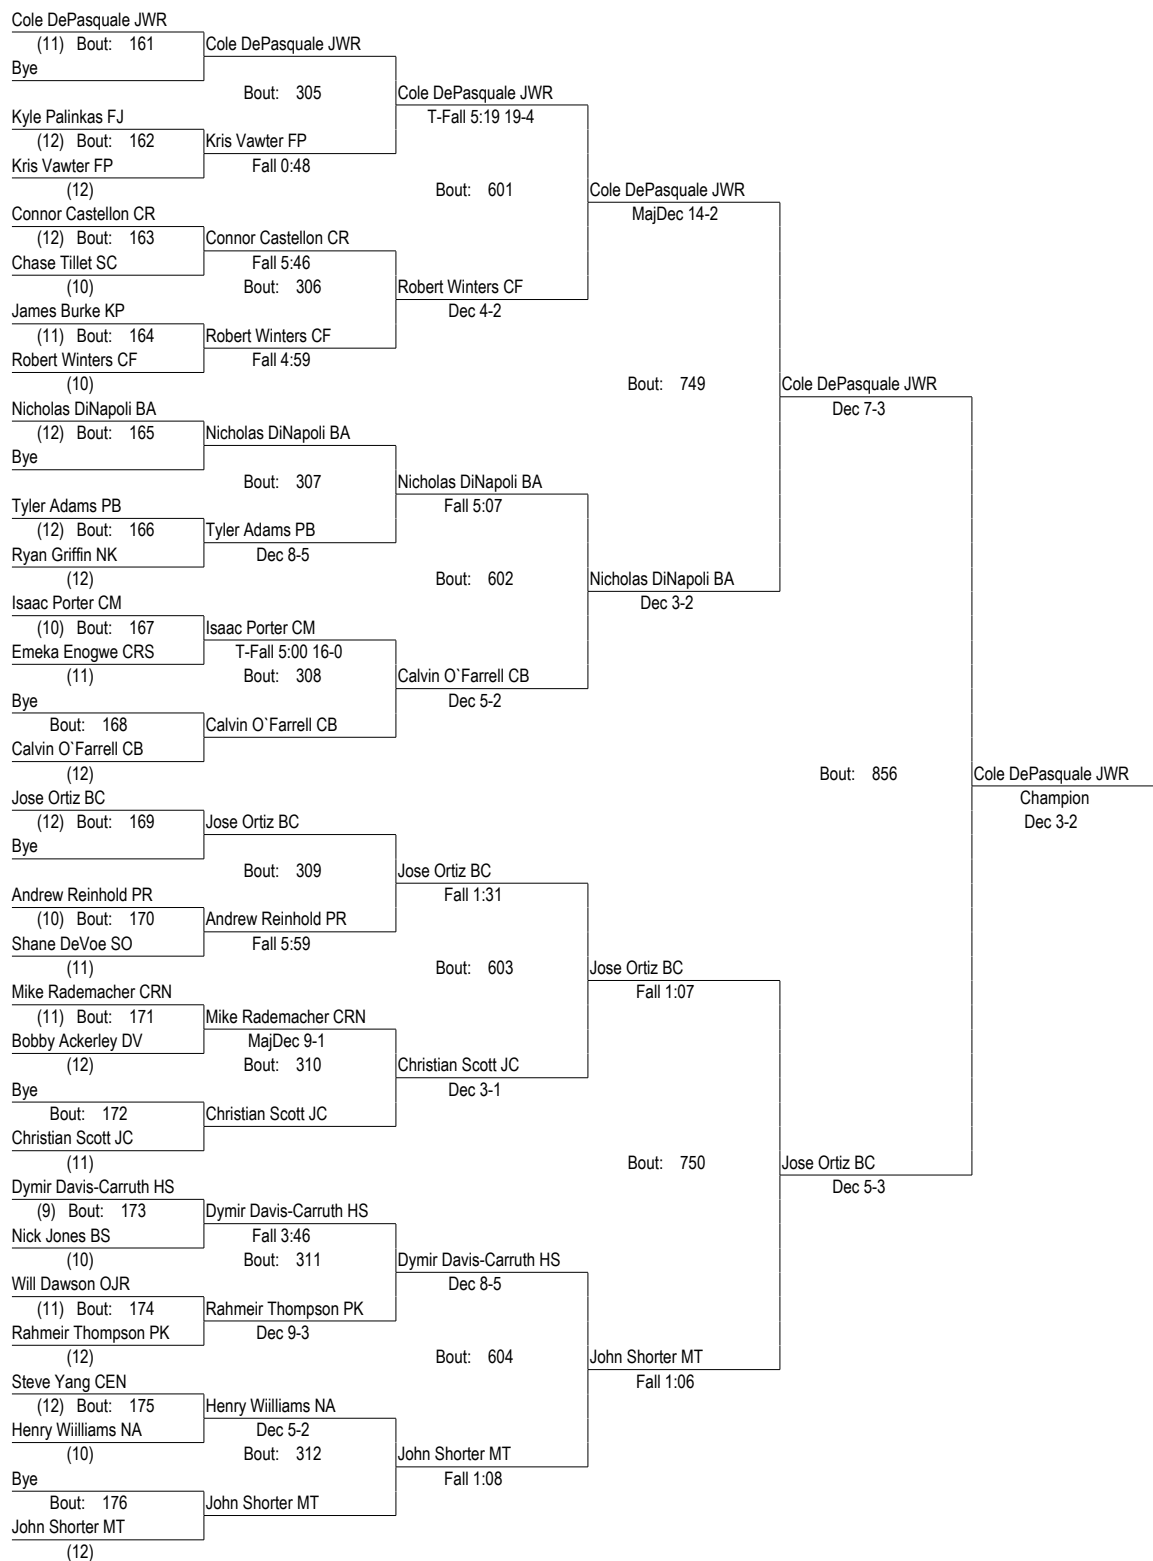 Cole DePasquale JWR
(11) Bout: 161 Cole DePasquale JWR
Bye
Bout: 305 Cole DePasquale JWR
Kyle Palinkas FJ T-Fall 5:19 19-4
(12) Bout: 162 Kris Vawter FP
Kris Vawter FP Fall 0:48
(12) Bout: 601 Cole DePasquale JWR
Connor Castellon CR MajDec 14-2
(12) Bout: 163 Connor Castellon CR
Chase Tillet SC Fall 5:46
(10) Bout: 306 Robert Winters CF
James Burke KP Dec 4-2
(11) Bout: 164 Robert Winters CF
Robert Winters CF Fall 4:59
(10) Bout: 749 Cole DePasquale JWR
Nicholas DiNapoli BA Dec 7-3
(12) Bout: 165 Nicholas DiNapoli BA
Bye
Bout: 307 Nicholas DiNapoli BA
Tyler Adams PB Fall 5:07
(12) Bout: 166 Tyler Adams PB
Ryan Griffin NK Dec 8-5
(12) Bout: 602 Nicholas DiNapoli BA
Isaac Porter CM Dec 3-2
(10) Bout: 167 Isaac Porter CM
Emeka Enogwe CRS T-Fall 5:00 16-0
(11) Bout: 308 Calvin O`Farrell CB
Bye Dec 5-2
Bout: 168 Calvin O`Farrell CB
Calvin O`Farrell CB
(12) Bout: 856 Cole DePasquale JWR
Jose Ortiz BC Champion
(12) Bout: 169 Jose Ortiz BC Dec 3-2
Bye
Bout: 309 Jose Ortiz BC
Andrew Reinhold PR Fall 1:31
(10) Bout: 170 Andrew Reinhold PR
Shane DeVoe SO Fall 5:59
(11) Bout: 603 Jose Ortiz BC
Mike Rademacher CRN Fall 1:07
(11) Bout: 171 Mike Rademacher CRN
Bobby Ackerley DV MajDec 9-1
(12) Bout: 310 Christian Scott JC
Bye Dec 3-1
Bout: 172 Christian Scott JC
Christian Scott JC
(11) Bout: 750 Jose Ortiz BC
Dymir Davis-Carruth HS Dec 5-3
(9) Bout: 173 Dymir Davis-Carruth HS
Nick Jones BS Fall 3:46
(10) Bout: 311 Dymir Davis-Carruth HS
Will Dawson OJR Dec 8-5
(11) Bout: 174 Rahmeir Thompson PK
Rahmeir Thompson PK Dec 9-3
(12) Bout: 604 John Shorter MT
Steve Yang CEN Fall 1:06
(12) Bout: 175 Henry Wiilliams NA
Henry Wiilliams NA Dec 5-2
(10) Bout: 312 John Shorter MT
Bye Fall 1:08
Bout: 176 John Shorter MT
John Shorter MT
(12)